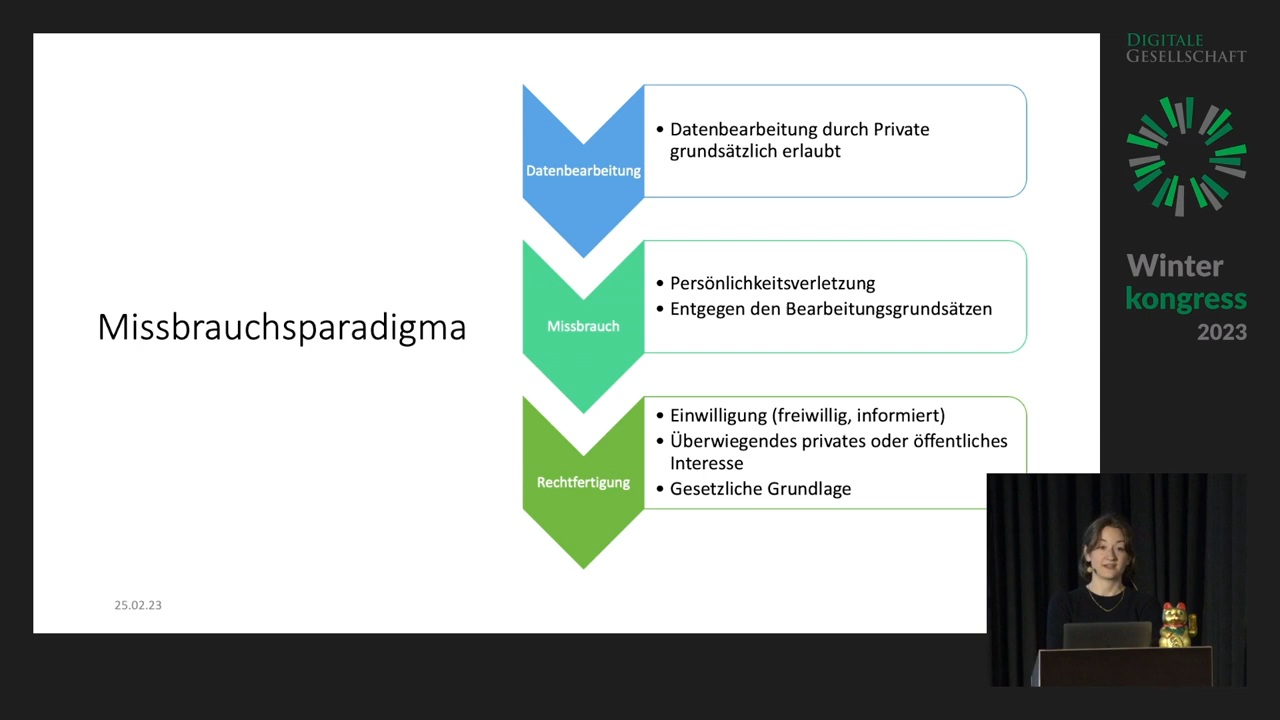 Missbrauchsparadigma
Datenbearbeitung
• Datenbearbeitung durch Private
grundsätzlich erlaubt
Missbrauch
• Persönlichkeitsverletzung
• Entgegen den Bearbeitungsgrundsätzen
Rechtfertigung
• Einwilligung (freiwillig, informiert)
• Überwiegendes privates oder öffentliches
Interesse
• Gesetzliche Grundlage
25.02.23
DIGITALE
GESELLSCHAFT
Winter
kongress
2023